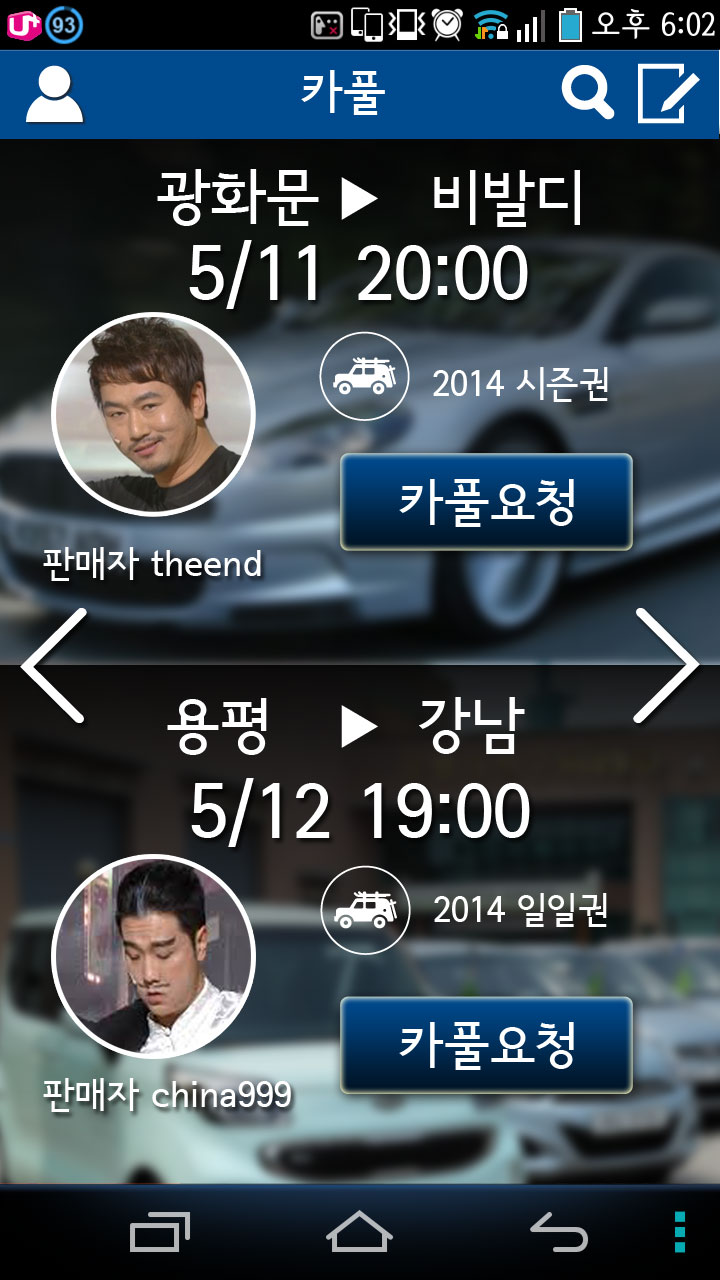 U+ 93 오후 6:02
카풀
광화문 ▶ 비발디
5/11 20:00
2014 시즌권
카풀요청
판매자 theend
용평 ▶ 강남
5/12 19:00
2014 일일권
카풀요청
판매자 china999